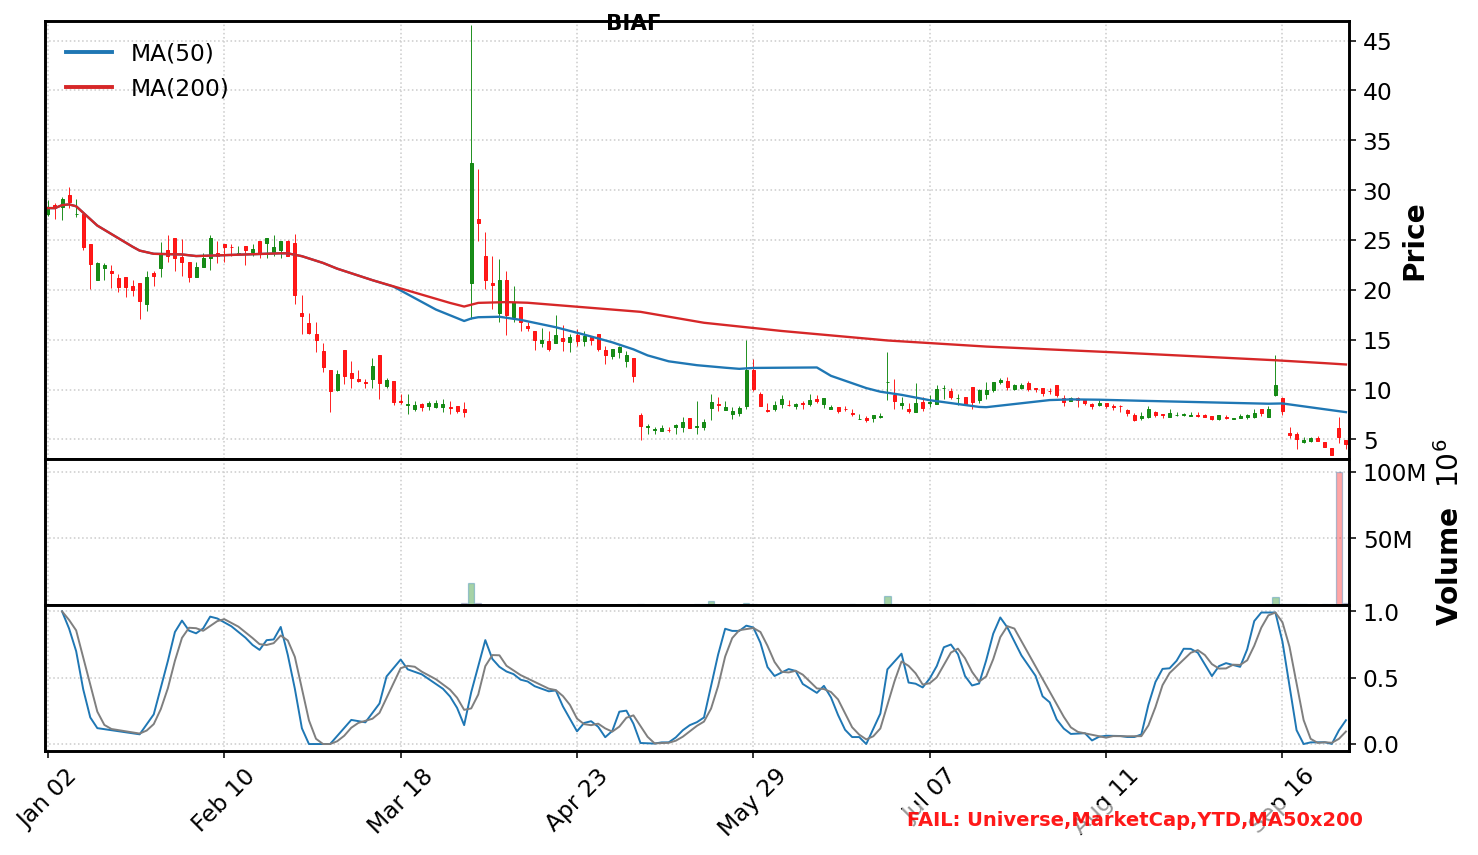 BIAF
MA(50)
MA(200)
45
40
35
30
25
20
15
10
5
Price
100M
50M
Volume 10⁶
1.0
0.5
0.0
Jan 02
Feb 10
Mar 18
Apr 23
May 29
Jul 07
Aug 11
Sep 16
FAIL: Universe,MarketCap,YTD,MA50x200